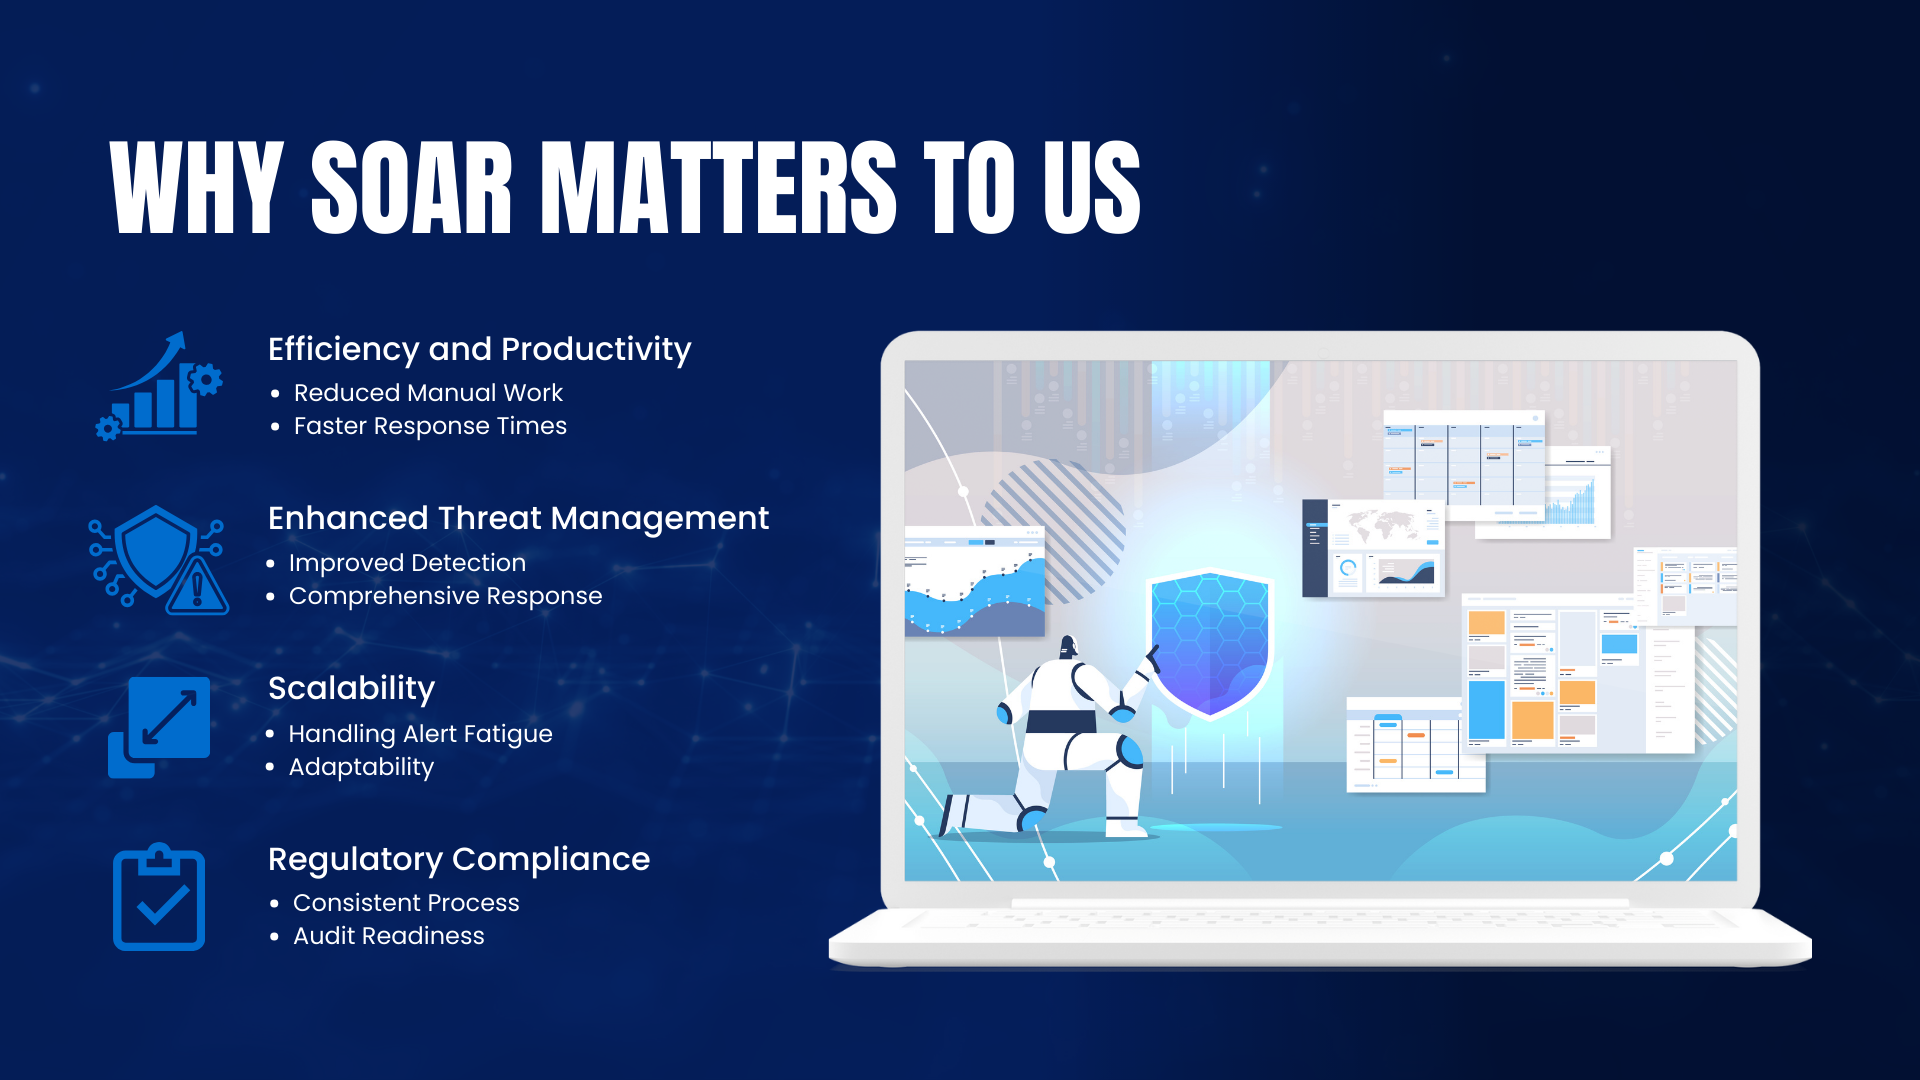 WHY SOAR MATTERS TO US
Efficiency and Productivity
• Reduced Manual Work
• Faster Response Times
Enhanced Threat Management
• Improved Detection
• Comprehensive Response
Scalability
• Handling Alert Fatigue
• Adaptability
Regulatory Compliance
• Consistent Process
• Audit Readiness